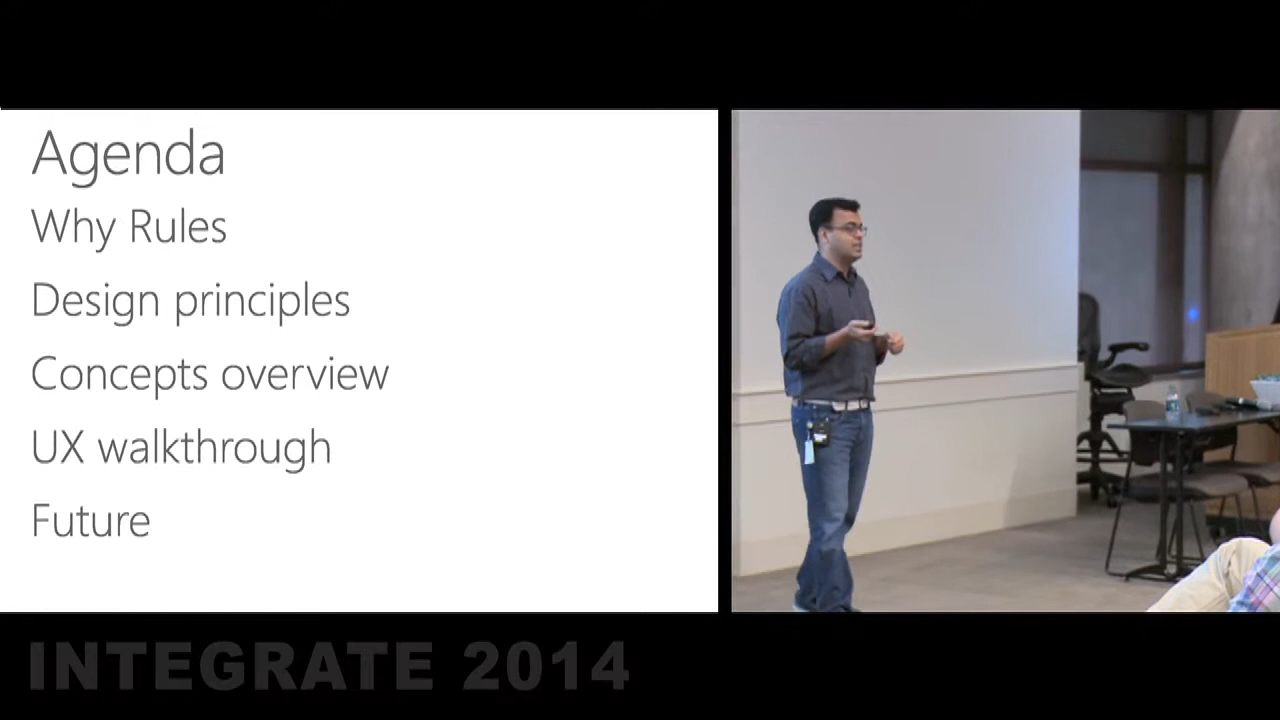 Agenda
Why Rules
Design principles
Concepts overview
UX walkthrough
Future
INTEGRATE 2014